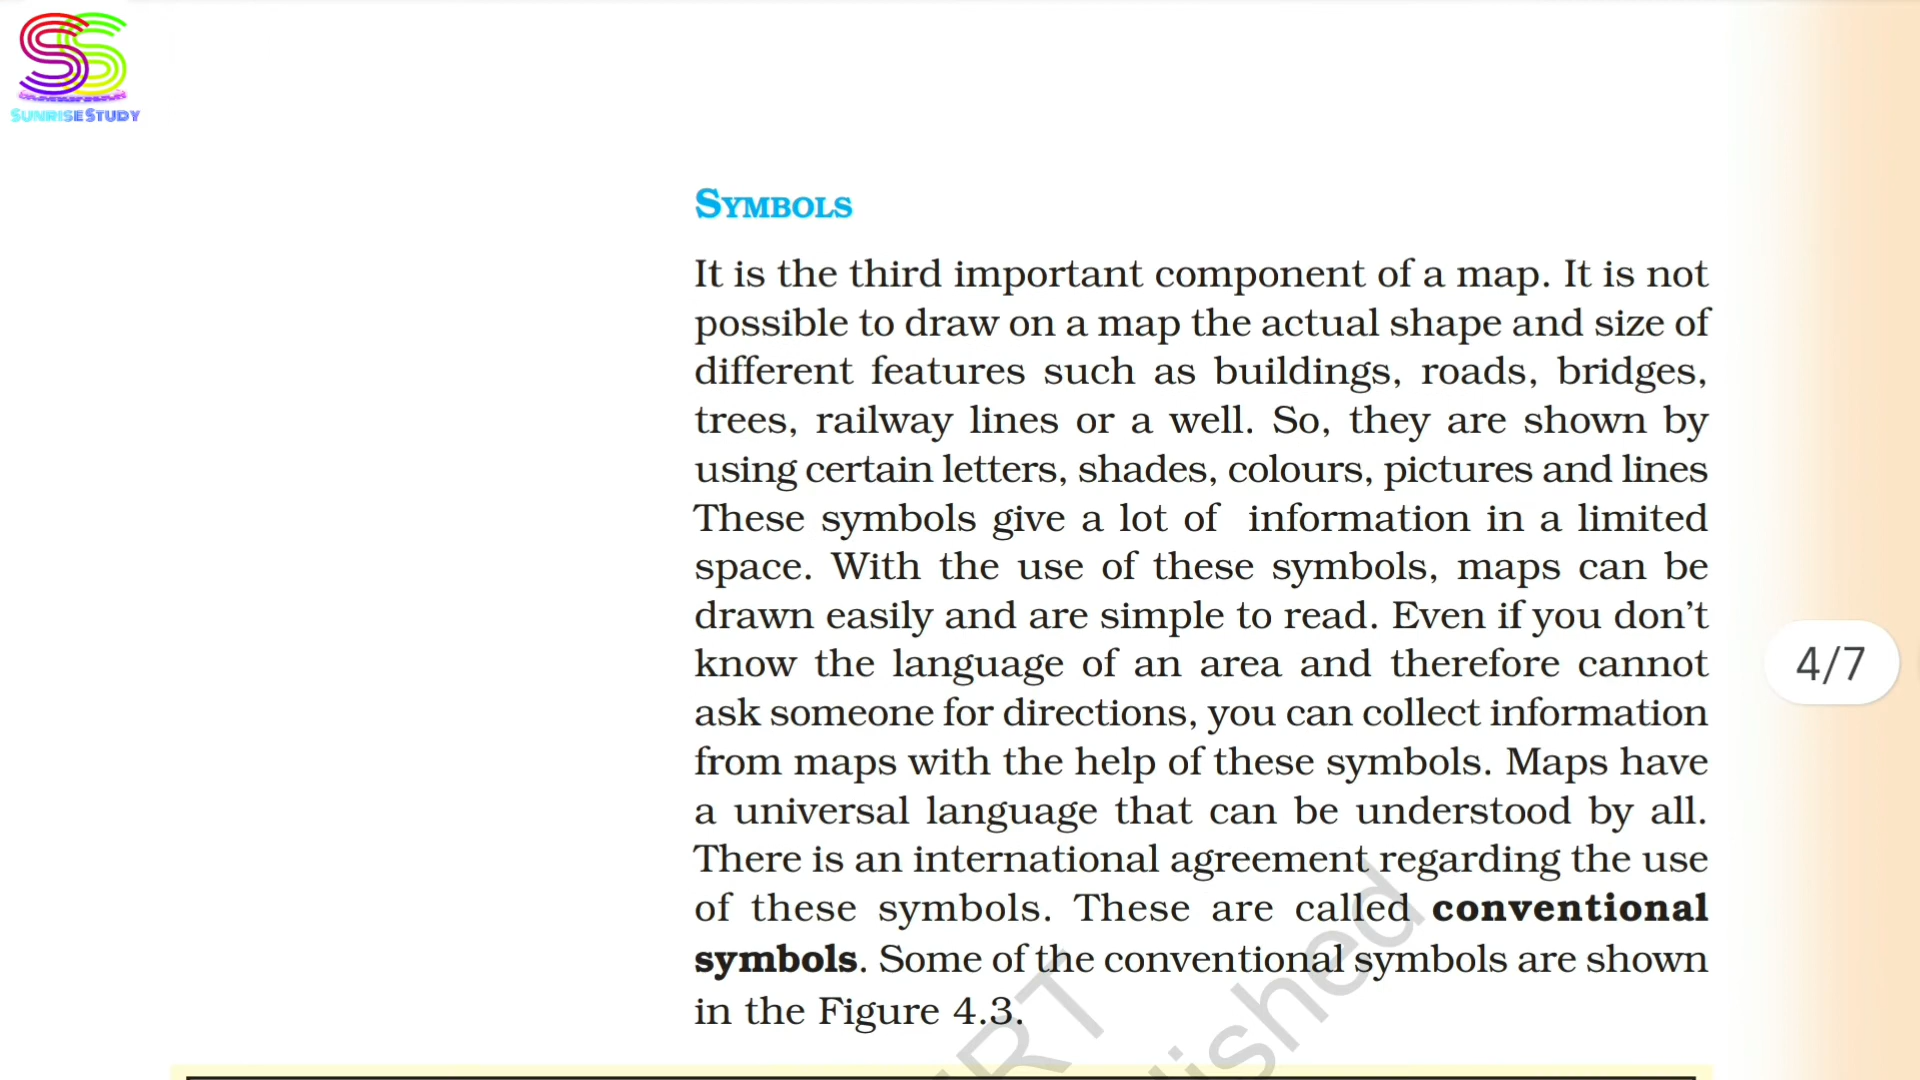 SUNRISESTUDY
SYMBOLS
It is the third important component of a map. It is not
possible to draw on a map the actual shape and size of
different features such as buildings, roads, bridges,
trees, railway lines or a well. So, they are shown by
using certain letters, shades, colours, pictures and lines
These symbols give a lot of information in a limited
space. With the use of these symbols, maps can be
drawn easily and are simple to read. Even if you don’t
know the language of an area and therefore cannot
ask someone for directions, you can collect information
from maps with the help of these symbols. Maps have
a universal language that can be understood by all.
There is an international agreement regarding the use
of these symbols. These are called conventional
symbols. Some of the conventional symbols are shown
in the Figure 4.3.
4/7